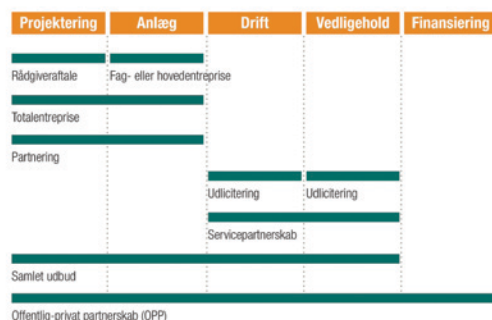 Projektering Anlæg Drift Vedligehold Finansiering
Rådgiveraftale Fag- eller hovedentreprise
Totalentreprise
Partnering
Udlicitering Udlicitering
Servicepartnerskab
Samlet udbud
Offentlig-privat partnerskab (OPP)